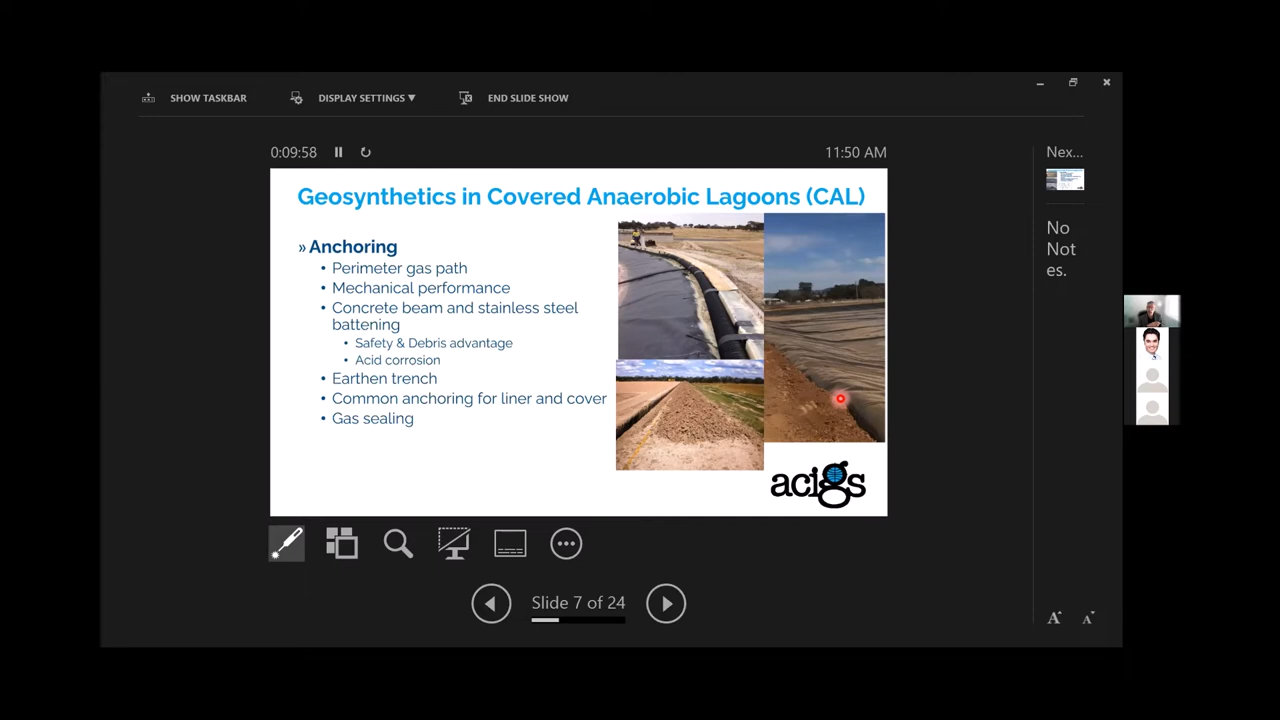 SHOW TASKBAR
DISPLAY SETTINGS ▼
END SLIDE SHOW
0:09:58
11:50 AM
Nex...
Geosynthetics in Covered Anaerobic Lagoons (CAL)
» Anchoring
• Perimeter gas path
• Mechanical performance
• Concrete beam and stainless steel
battening
• Safety & Debris advantage
• Acid corrosion
• Earthen trench
• Common anchoring for liner and cover
• Gas sealing
acigs
No
Not
es.
Slide 7 of 24
A A